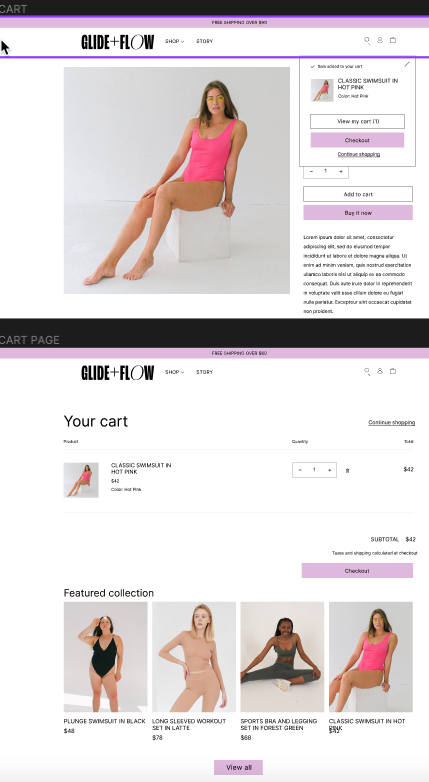 CART
FREE SHIPPING OVER $60
GLIDE+FLOW
SHOP
STORY
Item added to your cart
CLASSIC SWIMSUIT IN
HOT PINK
Color: Hot Pink
View my cart (1)
Checkout
Continue shopping
− 1 +
Add to cart
Buy it now
Lorem ipsum dolor sit amet, consectetur
adipiscing elit, sed do eiusmod tempor
incididunt ut labore et dolore magna aliqua. Ut
enim ad minim veniam, quis nostrud exercitation
ullamco laboris nisi ut aliquip ex ea commodo
consequat. Duis aute irure dolor in reprehenderit
in voluptate velit esse cillum dolore eu fugiat
nulla pariatur. Excepteur sint occaecat cupidatat
non proident.
CART PAGE
FREE SHIPPING OVER $60
GLIDE+FLOW
SHOP
STORY
Your cart
Continue shopping
Product
Quantity
Total
CLASSIC SWIMSUIT IN
HOT PINK
$42
Color: Hot Pink
− 1 +
$42
SUBTOTAL $42
Taxes and shipping calculated at checkout
Checkout
Featured collection
PLUNGE SWIMSUIT IN BLACK
$48
LONG SLEEVED WORKOUT
SET IN LATTE
$78
SPORTS BRA AND LEGGING
SET IN FOREST GREEN
$68
CLASSIC SWIMSUIT IN HOT
PINK
$42
View all